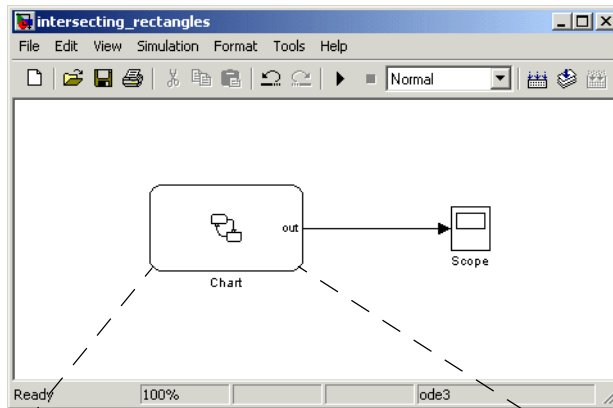 intersecting_rectangles
File Edit View Simulation Format Tools Help
Normal
out
Chart
Scope
Ready 100% ode3